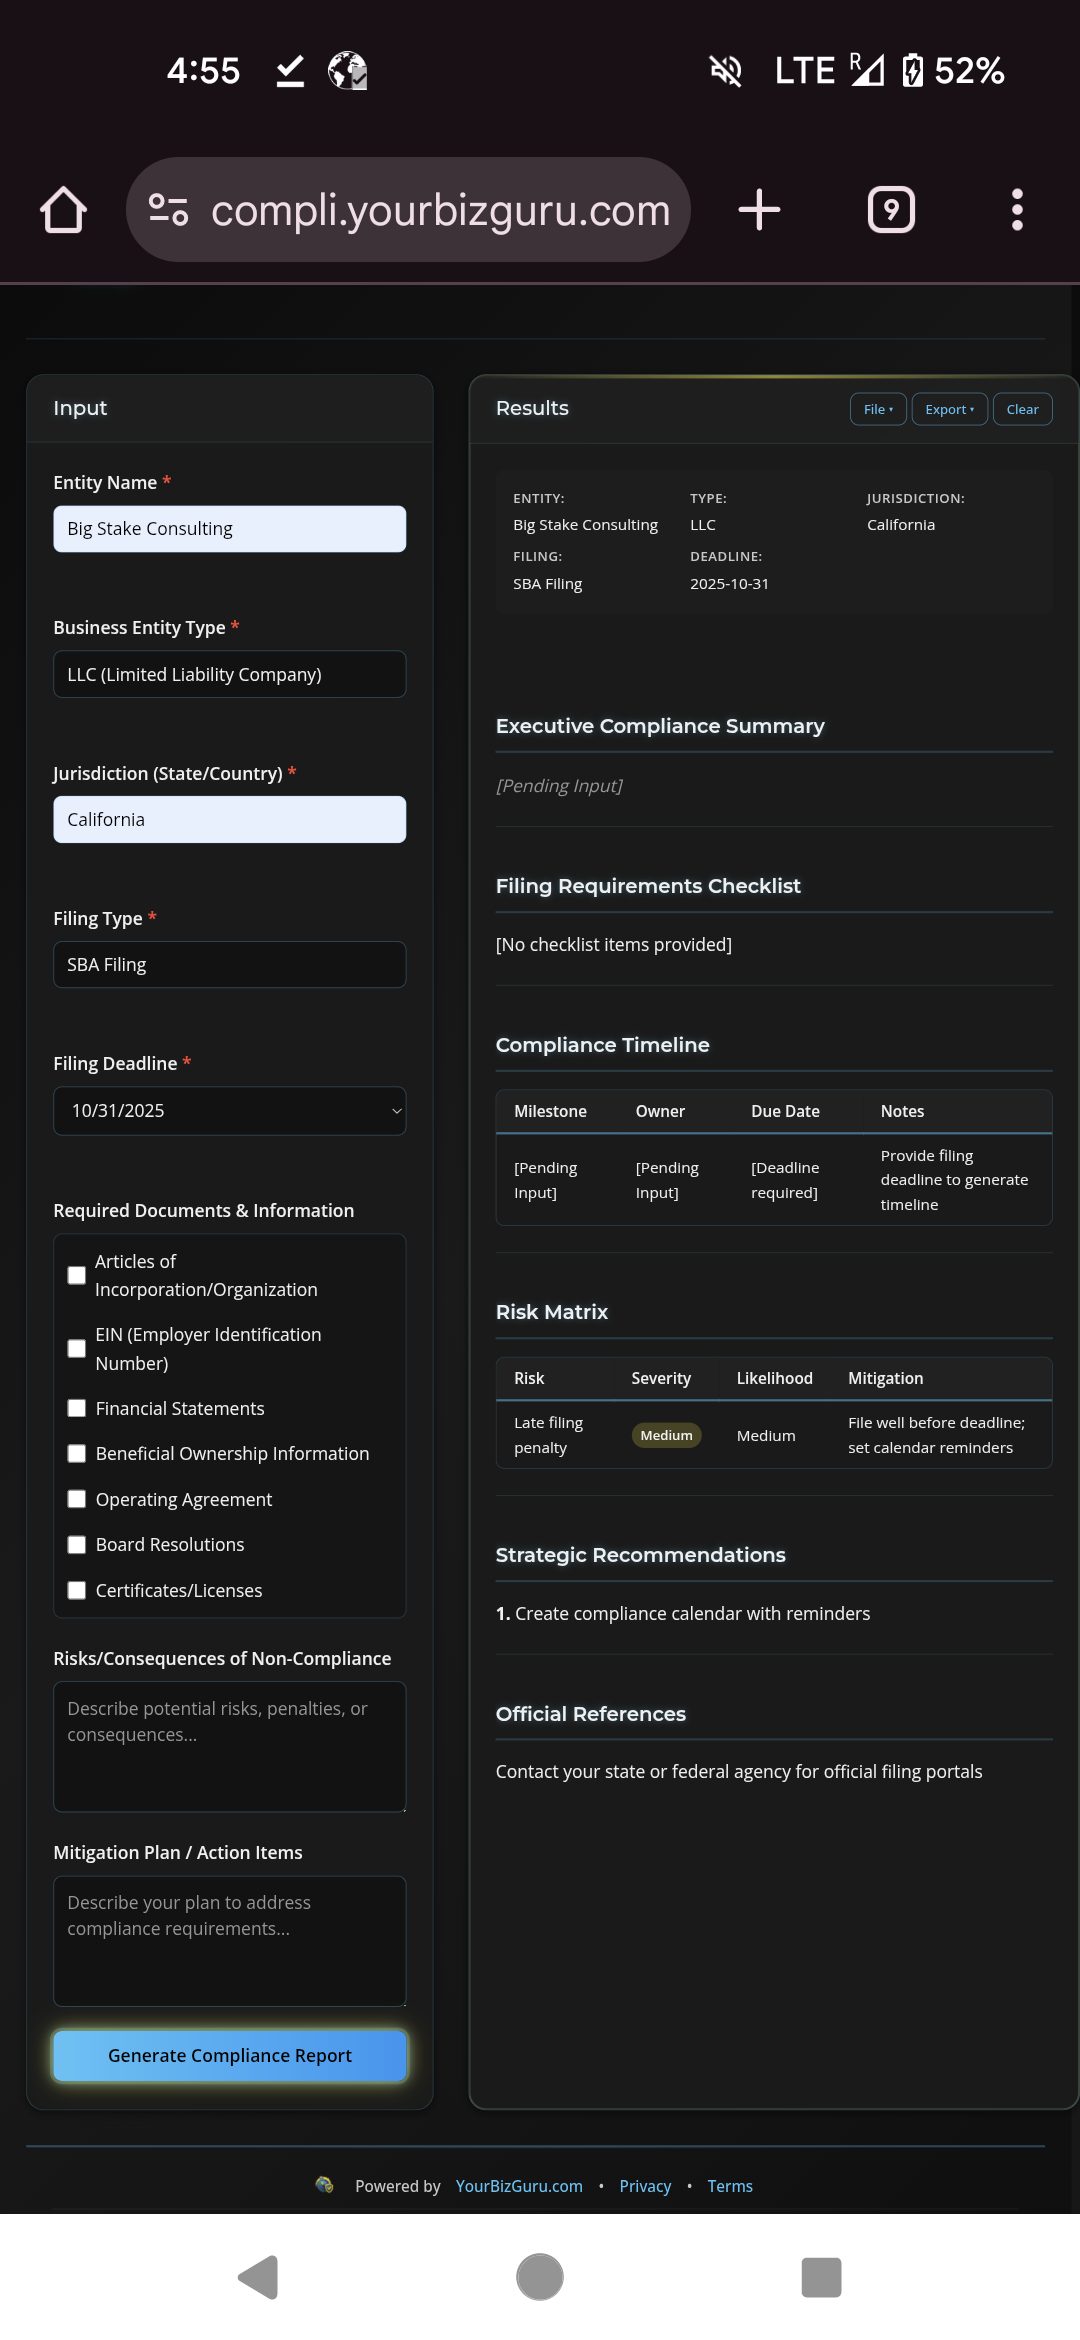 4:55
LTE R 52%
compli.yourbizguru.com
9
Input
Entity Name *
Big Stake Consulting
Business Entity Type *
LLC (Limited Liability Company)
Jurisdiction (State/Country) *
California
Filing Type *
SBA Filing
Filing Deadline *
10/31/2025
Required Documents & Information
Articles of
Incorporation/Organization
EIN (Employer Identification
Number)
Financial Statements
Beneficial Ownership Information
Operating Agreement
Board Resolutions
Certificates/Licenses
Risks/Consequences of Non-Compliance
Describe potential risks, penalties, or
consequences...
Mitigation Plan / Action Items
Describe your plan to address
compliance requirements...
Generate Compliance Report
Results
File ▾ Export ▾ Clear
ENTITY: TYPE: JURISDICTION:
Big Stake Consulting LLC California
FILING: DEADLINE:
SBA Filing 2025-10-31
Executive Compliance Summary
[Pending Input]
Filing Requirements Checklist
[No checklist items provided]
Compliance Timeline
Milestone Owner Due Date Notes
[Pending
Input]
[Pending
Input]
[Deadline
required]
Provide filing
deadline to generate
timeline
Risk Matrix
Risk Severity Likelihood Mitigation
Late filing
penalty
Medium
Medium
File well before deadline;
set calendar reminders
Strategic Recommendations
1. Create compliance calendar with reminders
Official References
Contact your state or federal agency for official filing portals
Powered by YourBizGuru.com • Privacy • Terms